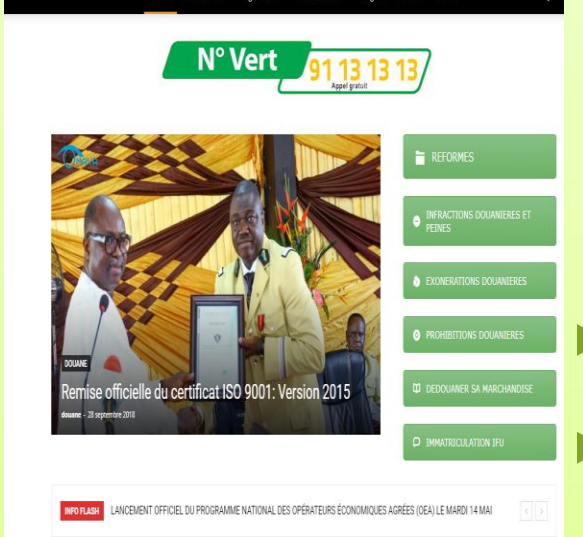 N° Vert
91 13 13 13
Appel gratuit
DOUANE
Remise officielle du certificat ISO 9001: Version 2015
douane - 28 septembre 2018
REFORMES
INFRACTIONS DOUANIERES ET
PEINES
EXONERATIONS DOUANIERES
PROHIBITIONS DOUANIERES
DEDOUANER SA MARCHANDISE
IMMATRICULATION IFU
INFO FLASH
LANCEMENT OFFICIEL DU PROGRAMME NATIONAL DES OPÉRATEURS ÉCONOMIQUES AGRÉES (OEA) LE MARDI 14 MAI